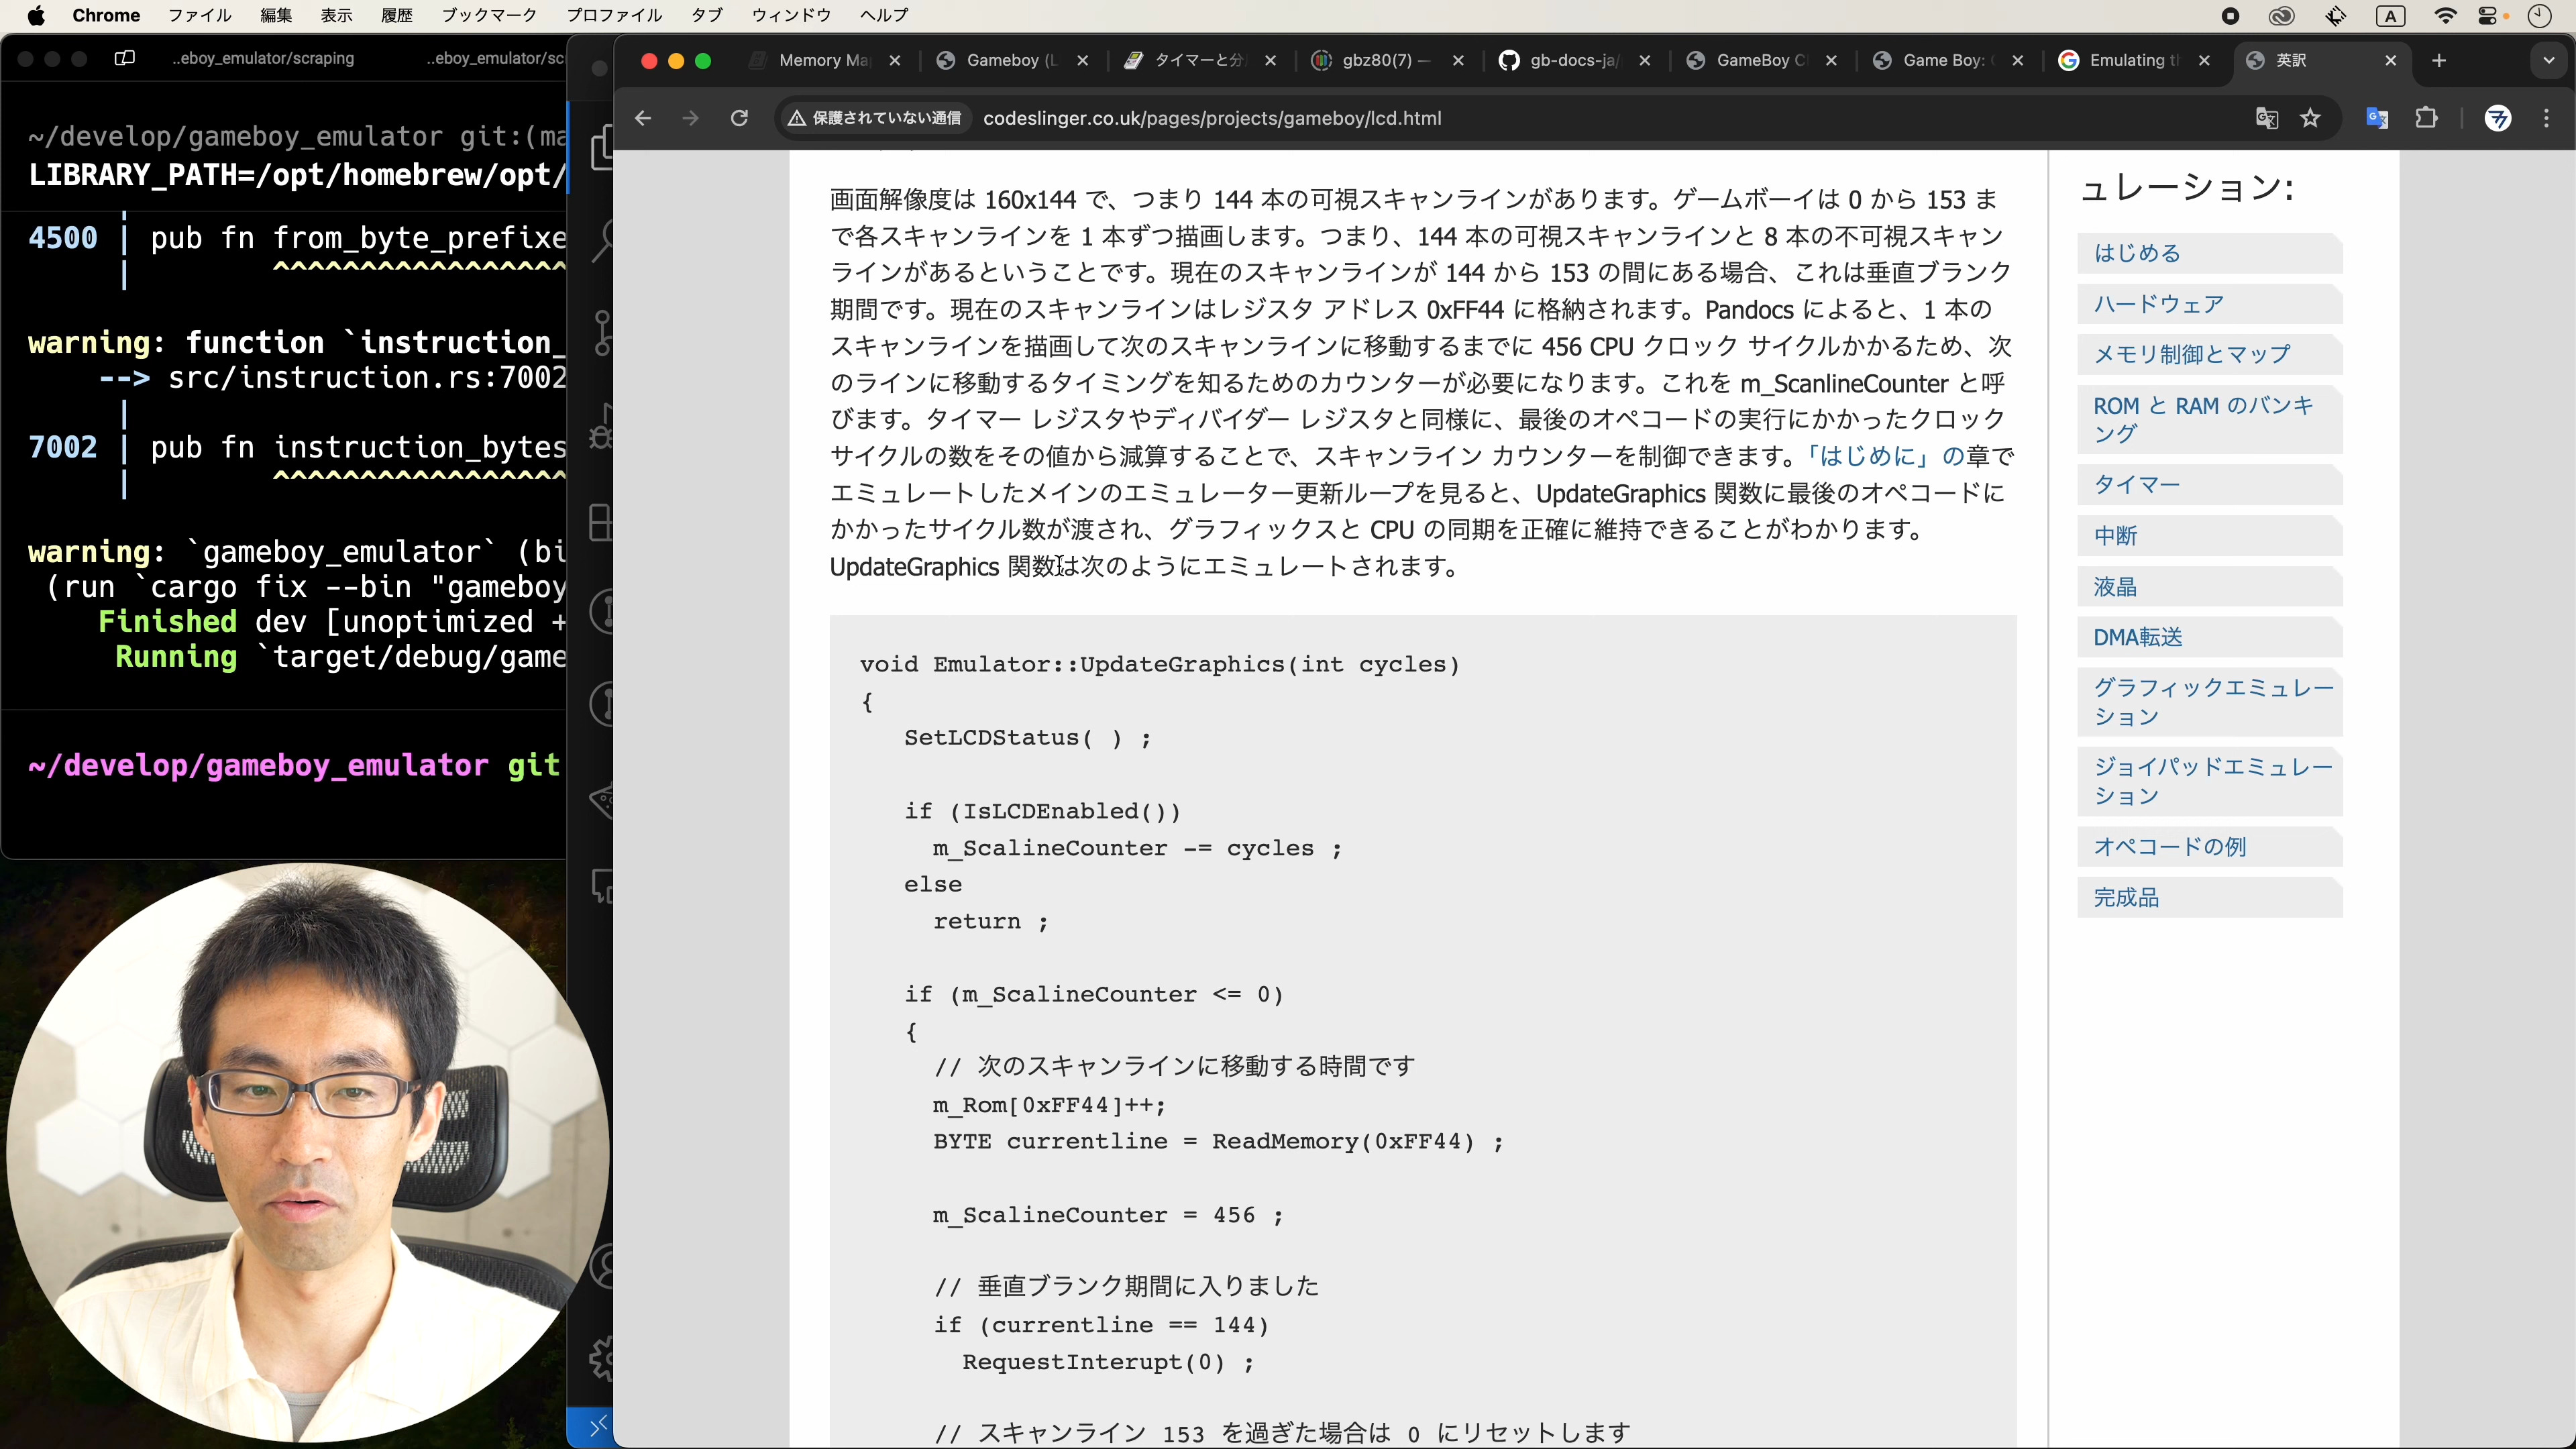 Chrome ファイル 編集 表示 履歴 ブックマーク プロファイル タブ ウィンドウ ヘルプ
A
..eboy_emulator/scraping ..eboy_emulator/sc
~/develop/gameboy_emulator git:(ma
LIBRARY_PATH=/opt/homebrew/opt/
4500 | pub fn from_byte_prefixe
| ^^^^^^^^^^^^^^^^^
warning: function `instruction_
--> src/instruction.rs:7002
|
7002 | pub fn instruction_bytes
| ^^^^^^^^^^^^^^^^^
warning: `gameboy_emulator` (bi
(run `cargo fix --bin "gameboy
Finished dev [unoptimized +
Running `target/debug/game
~/develop/gameboy_emulator git
Memory Ma Gameboy (L タイマーと分 gbz80(7) — gb-docs-ja/ GameBoy C Game Boy: Emulating th 英訳
保護されていない通信 codeslinger.co.uk/pages/projects/gameboy/lcd.html
画面解像度は 160x144 で、つまり 144 本の可視スキャンラインがあります。ゲームボーイは 0 から 153 ま
で各スキャンラインを 1 本ずつ描画します。つまり、144 本の可視スキャンラインと 8 本の不可視スキャン
ラインがあるということです。現在のスキャンラインが 144 から 153 の間にある場合、これは垂直ブランク
期間です。現在のスキャンラインはレジスタ アドレス 0xFF44 に格納されます。Pandocs によると、1 本の
スキャンラインを描画して次のスキャンラインに移動するまでに 456 CPU クロック サイクルかかるため、次
のラインに移動するタイミングを知るためのカウンターが必要になります。これを m_ScanlineCounter と呼
びます。タイマー レジスタやディバイダー レジスタと同様に、最後のオペコードの実行にかかったクロック
サイクルの数をその値から減算することで、スキャンライン カウンターを制御できます。「はじめに」の章で
エミュレートしたメインのエミュレーター更新ループを見ると、UpdateGraphics 関数に最後のオペコードに
かかったサイクル数が渡され、グラフィックスと CPU の同期を正確に維持できることがわかります。
UpdateGraphics 関数は次のようにエミュレートされます。
void Emulator::UpdateGraphics(int cycles)
{
SetLCDStatus( ) ;
if (IsLCDEnabled())
m_ScalineCounter -= cycles ;
else
return ;
if (m_ScalineCounter <= 0)
{
// 次のスキャンラインに移動する時間です
m_Rom[0xFF44]++;
BYTE currentline = ReadMemory(0xFF44) ;
m_ScalineCounter = 456 ;
// 垂直ブランク期間に入りました
if (currentline == 144)
RequestInterupt(0) ;
// スキャンライン 153 を過ぎた場合は 0 にリセットします
ュレーション:
はじめる
ハードウェア
メモリ制御とマップ
ROM と RAM のバンキ
ング
タイマー
中断
液晶
DMA転送
グラフィックエミュレー
ション
ジョイパッドエミュレー
ション
オペコードの例
完成品